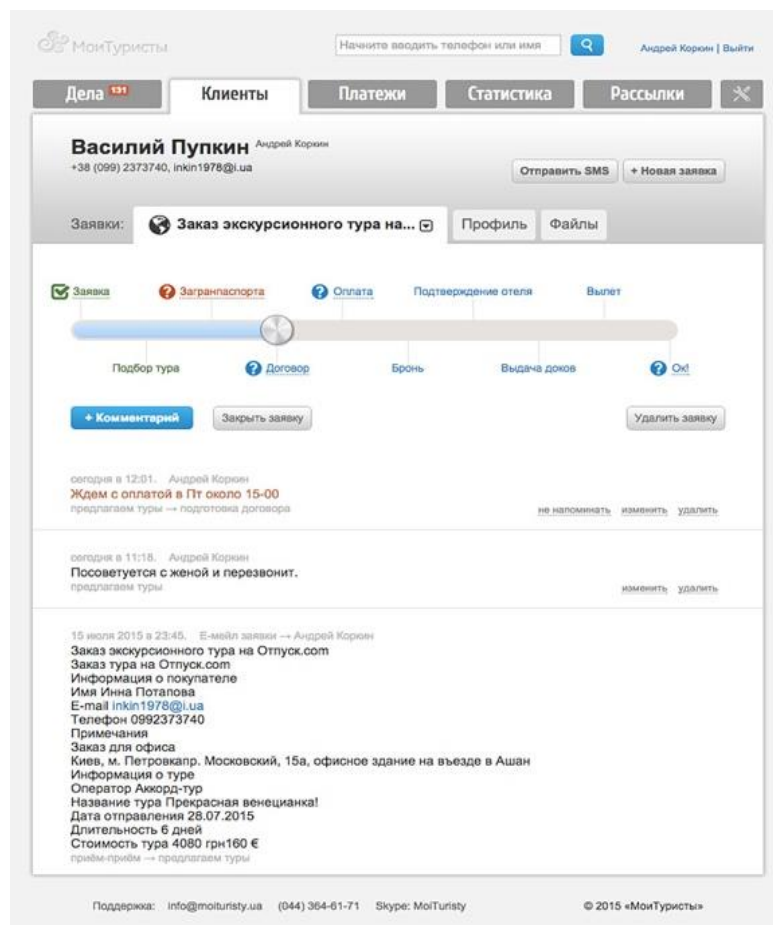 МоиТуристы
Начните вводить телефон или имя
Андрей Коркин | Выйти
Дела 131 Клиенты Платежи Статистика Рассылки
Василий Пупкин Андрей Коркин
+38 (099) 2373740, inkin1978@i.ua
Отправить SMS + Новая заявка
Заявки: Заказ экскурсионного тура на... Профиль Файлы
Заявка ? Загранпаспорта ? Оплата Подтверждение отеля Вылет
Подбор тура ? Договор Бронь Выдача доков ? Ок!
+ Комментарий Закрыть заявку Удалить заявку
сегодня в 12:01. Андрей Коркин
Ждем с оплатой в Пт около 15-00
предлагаем туры → подготовка договора
не напоминать изменить удалить
сегодня в 11:18. Андрей Коркин
Посоветуется с женой и перезвонит.
предлагаем туры
изменить удалить
15 июля 2015 в 23:45. Е-мейл заявки → Андрей Коркин
Заказ экскурсионного тура на Отпуск.com
Заказ тура на Отпуск.com
Информация о покупателе
Имя Инна Потапова
E-mail inkin1978@i.ua
Телефон 0992373740
Примечания
Заказ для офиса
Киев, м. Петровкапр. Московский, 15а, офисное здание на въезде в Ашан
Информация о туре
Оператор Аккорд-тур
Название тура Прекрасная венецианка!
Дата отправления 28.07.2015
Длительность 6 дней
Стоимость тура 4080 грн160 €
приём-приём → предлагаем туры
Поддержка: info@moituristy.ua (044) 364-61-71 Skype: MoiTuristy © 2015 «МоиТуристы»